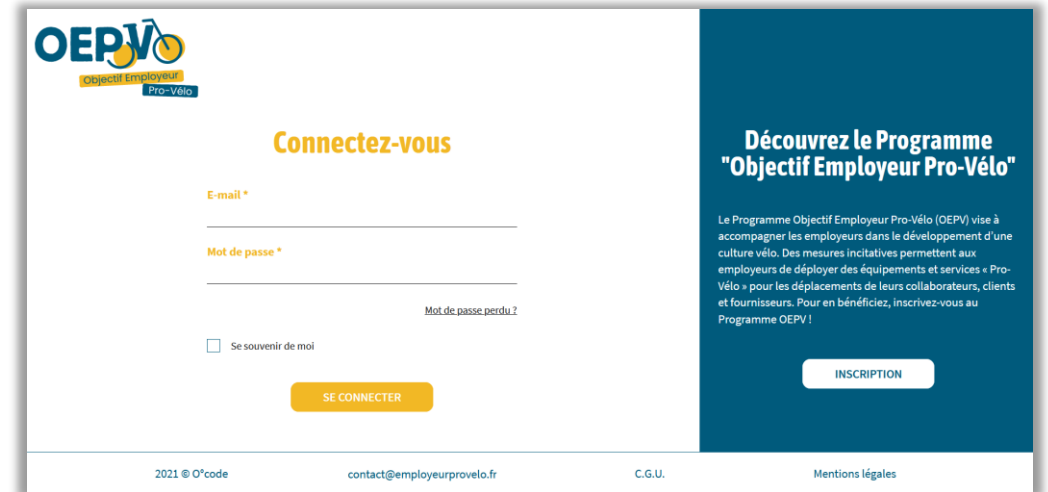 OEPV
Objectif Employeur
Pro-Vélo
Connectez-vous
E-mail *
Mot de passe *
Mot de passe perdu ?
Se souvenir de moi
SE CONNECTER
Découvrez le Programme
"Objectif Employeur Pro-Vélo"
Le Programme Objectif Employeur Pro-Vélo (OEPV) vise à
accompagner les employeurs dans le développement d'une
culture vélo. Des mesures incitatives permettent aux
employeurs de déployer des équipements et services « Pro-
Vélo » pour les déplacements de leurs collaborateurs, clients
et fournisseurs. Pour en bénéficiez, inscrivez-vous au
Programme OEPV !
INSCRIPTION
2021 © O°code
contact@employeurprovelo.fr
C.G.U.
Mentions légales